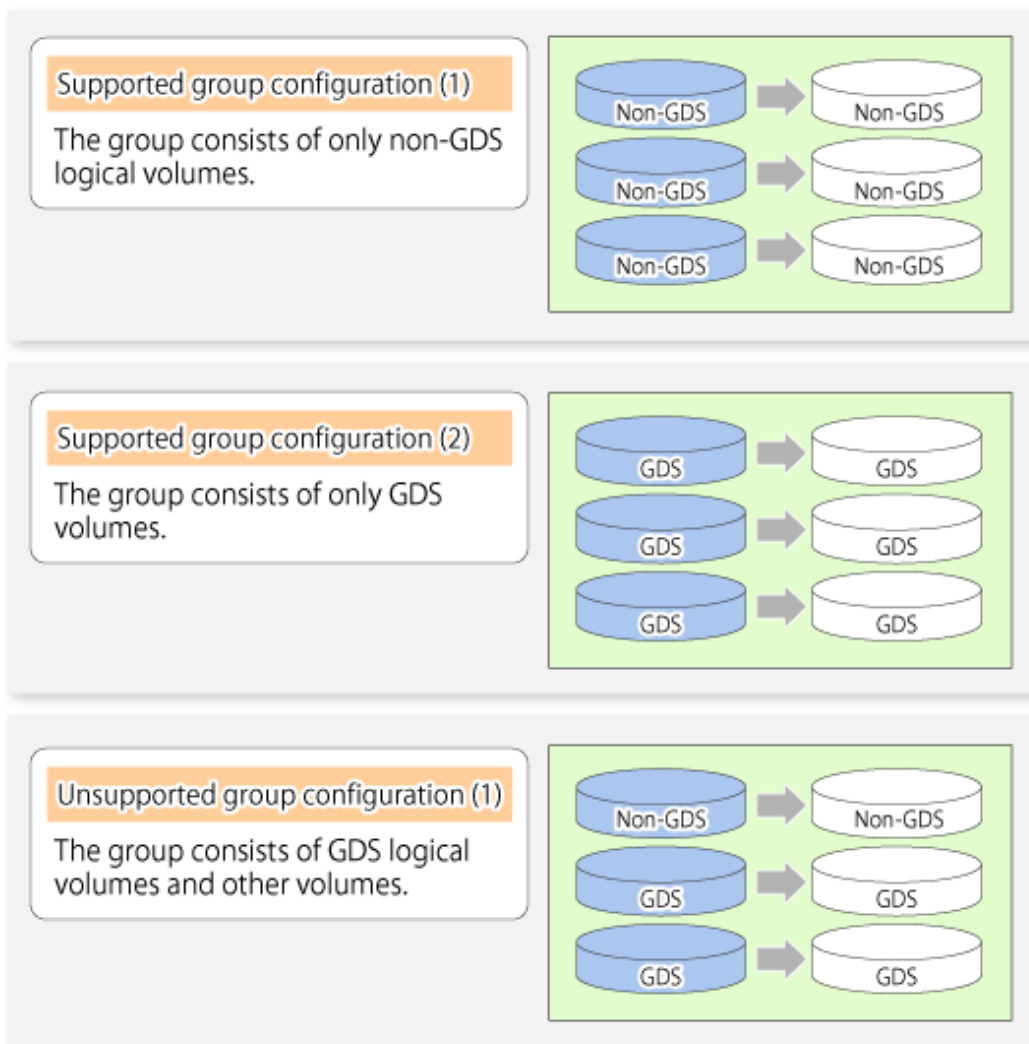 Supported group configuration (1)
The group consists of only non-GDS
logical volumes.
Non-GDS Non-GDS
Non-GDS Non-GDS
Non-GDS Non-GDS
Supported group configuration (2)
The group consists of only GDS
volumes.
GDS GDS
GDS GDS
GDS GDS
Unsupported group configuration (1)
The group consists of GDS logical
volumes and other volumes.
Non-GDS Non-GDS
GDS GDS
GDS GDS